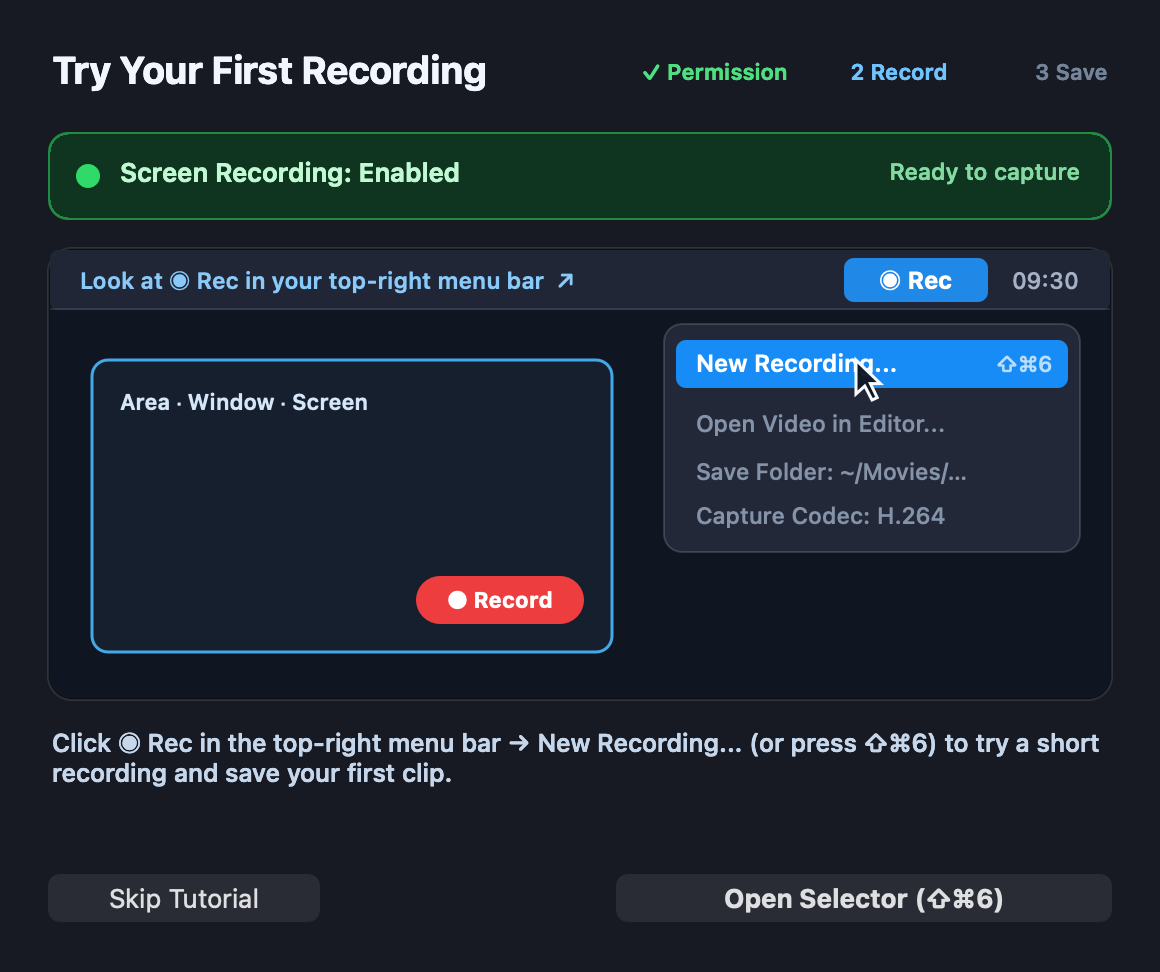 Try Your First Recording
✓ Permission
2 Record
3 Save
Screen Recording: Enabled
Ready to capture
Look at ◉ Rec in your top-right menu bar ↗
◉ Rec
09:30
New Recording... ⇧⌘6
Open Video in Editor...
Save Folder: ~/Movies/...
Capture Codec: H.264
Area · Window · Screen
● Record
Click ◉ Rec in the top-right menu bar → New Recording... (or press ⇧⌘6) to try a short
recording and save your first clip.
Skip Tutorial
Open Selector (⇧⌘6)